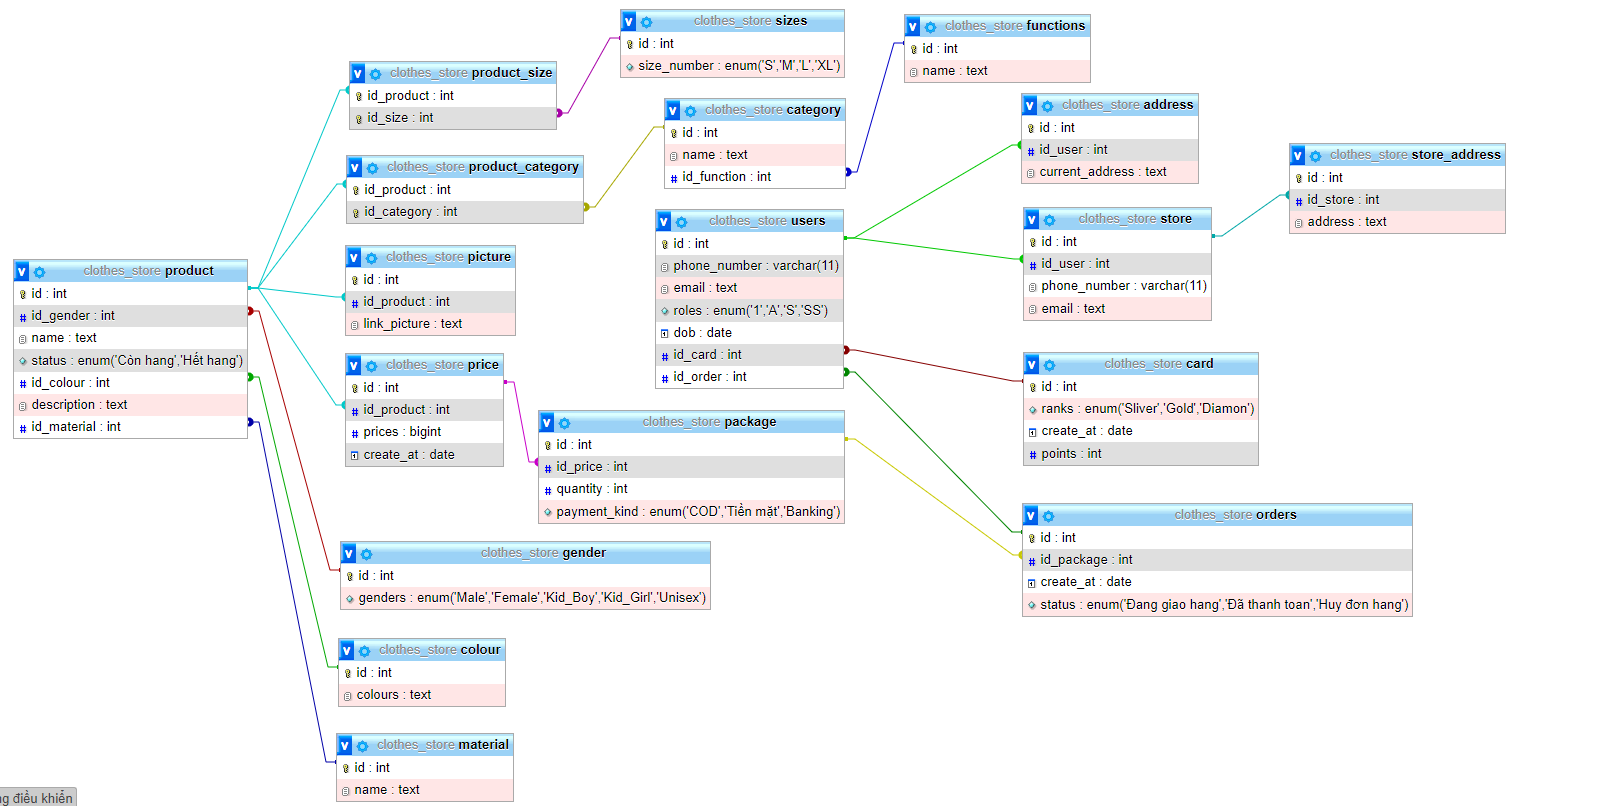 clothes_store sizes
id : int
size_number : enum('S','M','L','XL')
clothes_store functions
id : int
name : text
clothes_store product_size
id_product : int
id_size : int
clothes_store category
id : int
name : text
id_function : int
clothes_store address
id : int
id_user : int
current_address : text
clothes_store store_address
id : int
id_store : int
address : text
clothes_store product_category
id_product : int
id_category : int
clothes_store users
id : int
phone_number : varchar(11)
email : text
roles : enum('1','A','S','SS')
dob : date
id_card : int
id_order : int
clothes_store store
id : int
id_user : int
phone_number : varchar(11)
email : text
clothes_store picture
id : int
id_product : int
link_picture : text
clothes_store product
id : int
id_gender : int
name : text
status : enum('Còn hang','Hết hang')
id_colour : int
description : text
id_material : int
clothes_store price
id : int
id_product : int
prices : bigint
create_at : date
clothes_store card
id : int
ranks : enum('Sliver','Gold','Diamon')
create_at : date
points : int
clothes_store package
id : int
id_price : int
quantity : int
payment_kind : enum('COD','Tiền mặt','Banking')
clothes_store orders
id : int
id_package : int
create_at : date
status : enum('Đang giao hang','Đã thanh toan','Huy đơn hang')
clothes_store gender
id : int
genders : enum('Male','Female','Kid_Boy','Kid_Girl','Unisex')
clothes_store colour
id : int
colours : text
clothes_store material
id : int
name : text
điều khiển